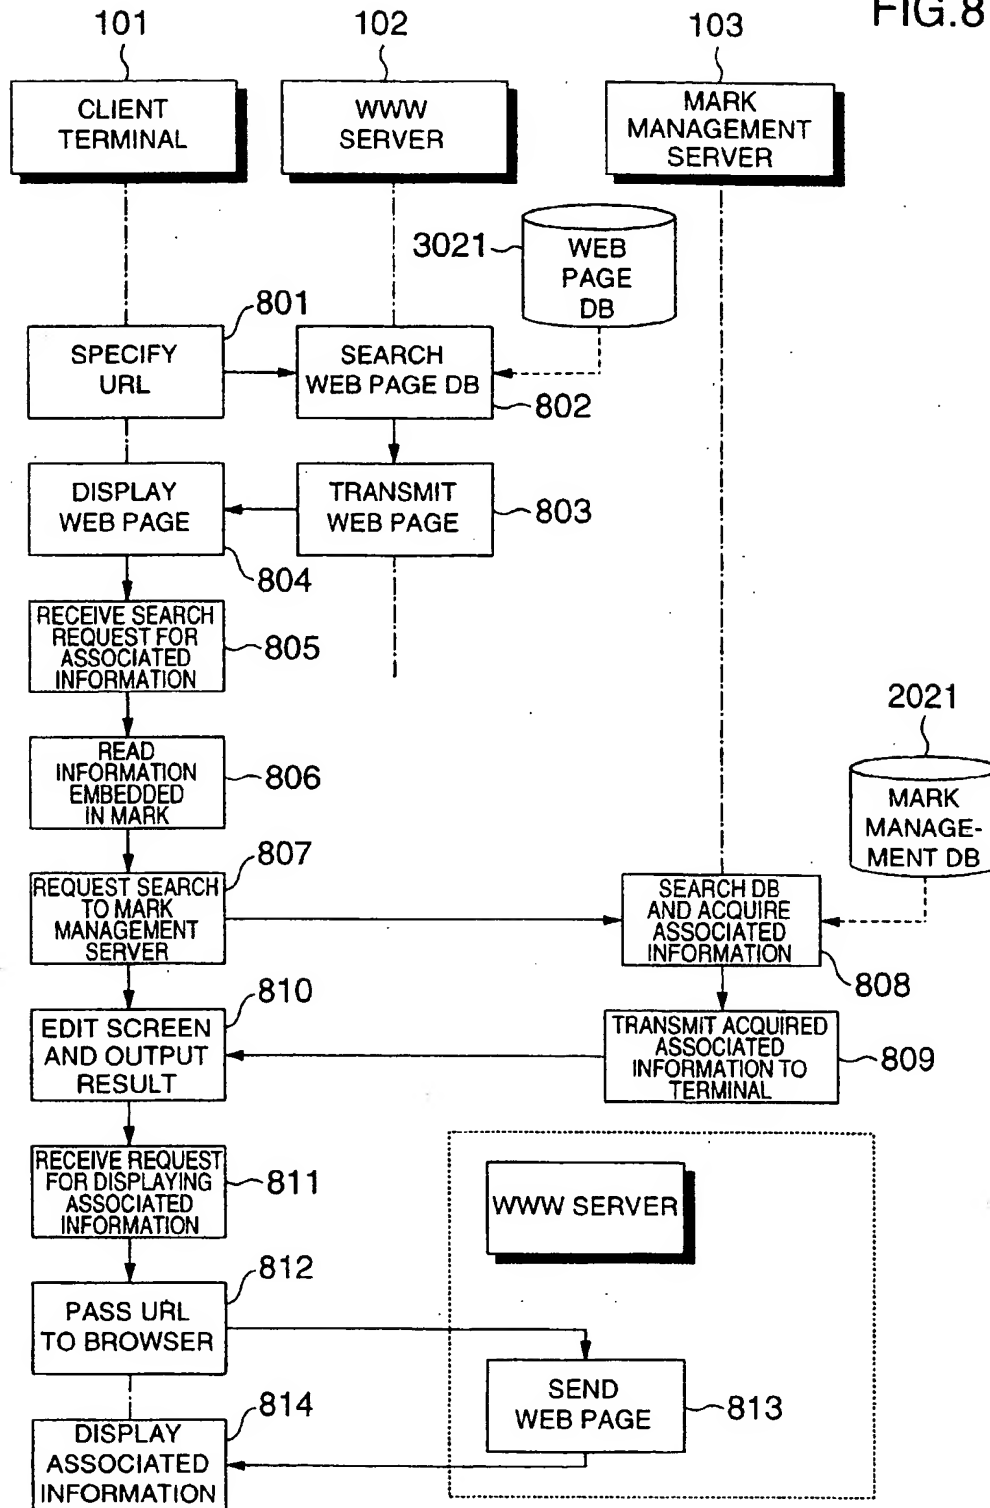 FIG.8
101
102
103
CLIENT
TERMINAL
WWW
SERVER
MARK
MANAGEMENT
SERVER
3021
WEB
PAGE
DB
801
SPECIFY
URL
SEARCH
WEB PAGE DB
802
DISPLAY
WEB PAGE
TRANSMIT
WEB PAGE
803
804
RECEIVE SEARCH
REQUEST FOR
ASSOCIATED
INFORMATION
805
READ
INFORMATION
EMBEDDED
IN MARK
806
2021
MARK
MANAGE-
MENT DB
807
REQUEST SEARCH
TO MARK
MANAGEMENT
SERVER
SEARCH DB
AND ACQUIRE
ASSOCIATED
INFORMATION
808
810
EDIT SCREEN
AND OUTPUT
RESULT
TRANSMIT ACQUIRED
ASSOCIATED
INFORMATION TO
TERMINAL
809
RECEIVE REQUEST
FOR DISPLAYING
ASSOCIATED
INFORMATION
811
WWW SERVER
812
PASS URL
TO BROWSER
SEND
WEB PAGE
813
814
DISPLAY
ASSOCIATED
INFORMATION